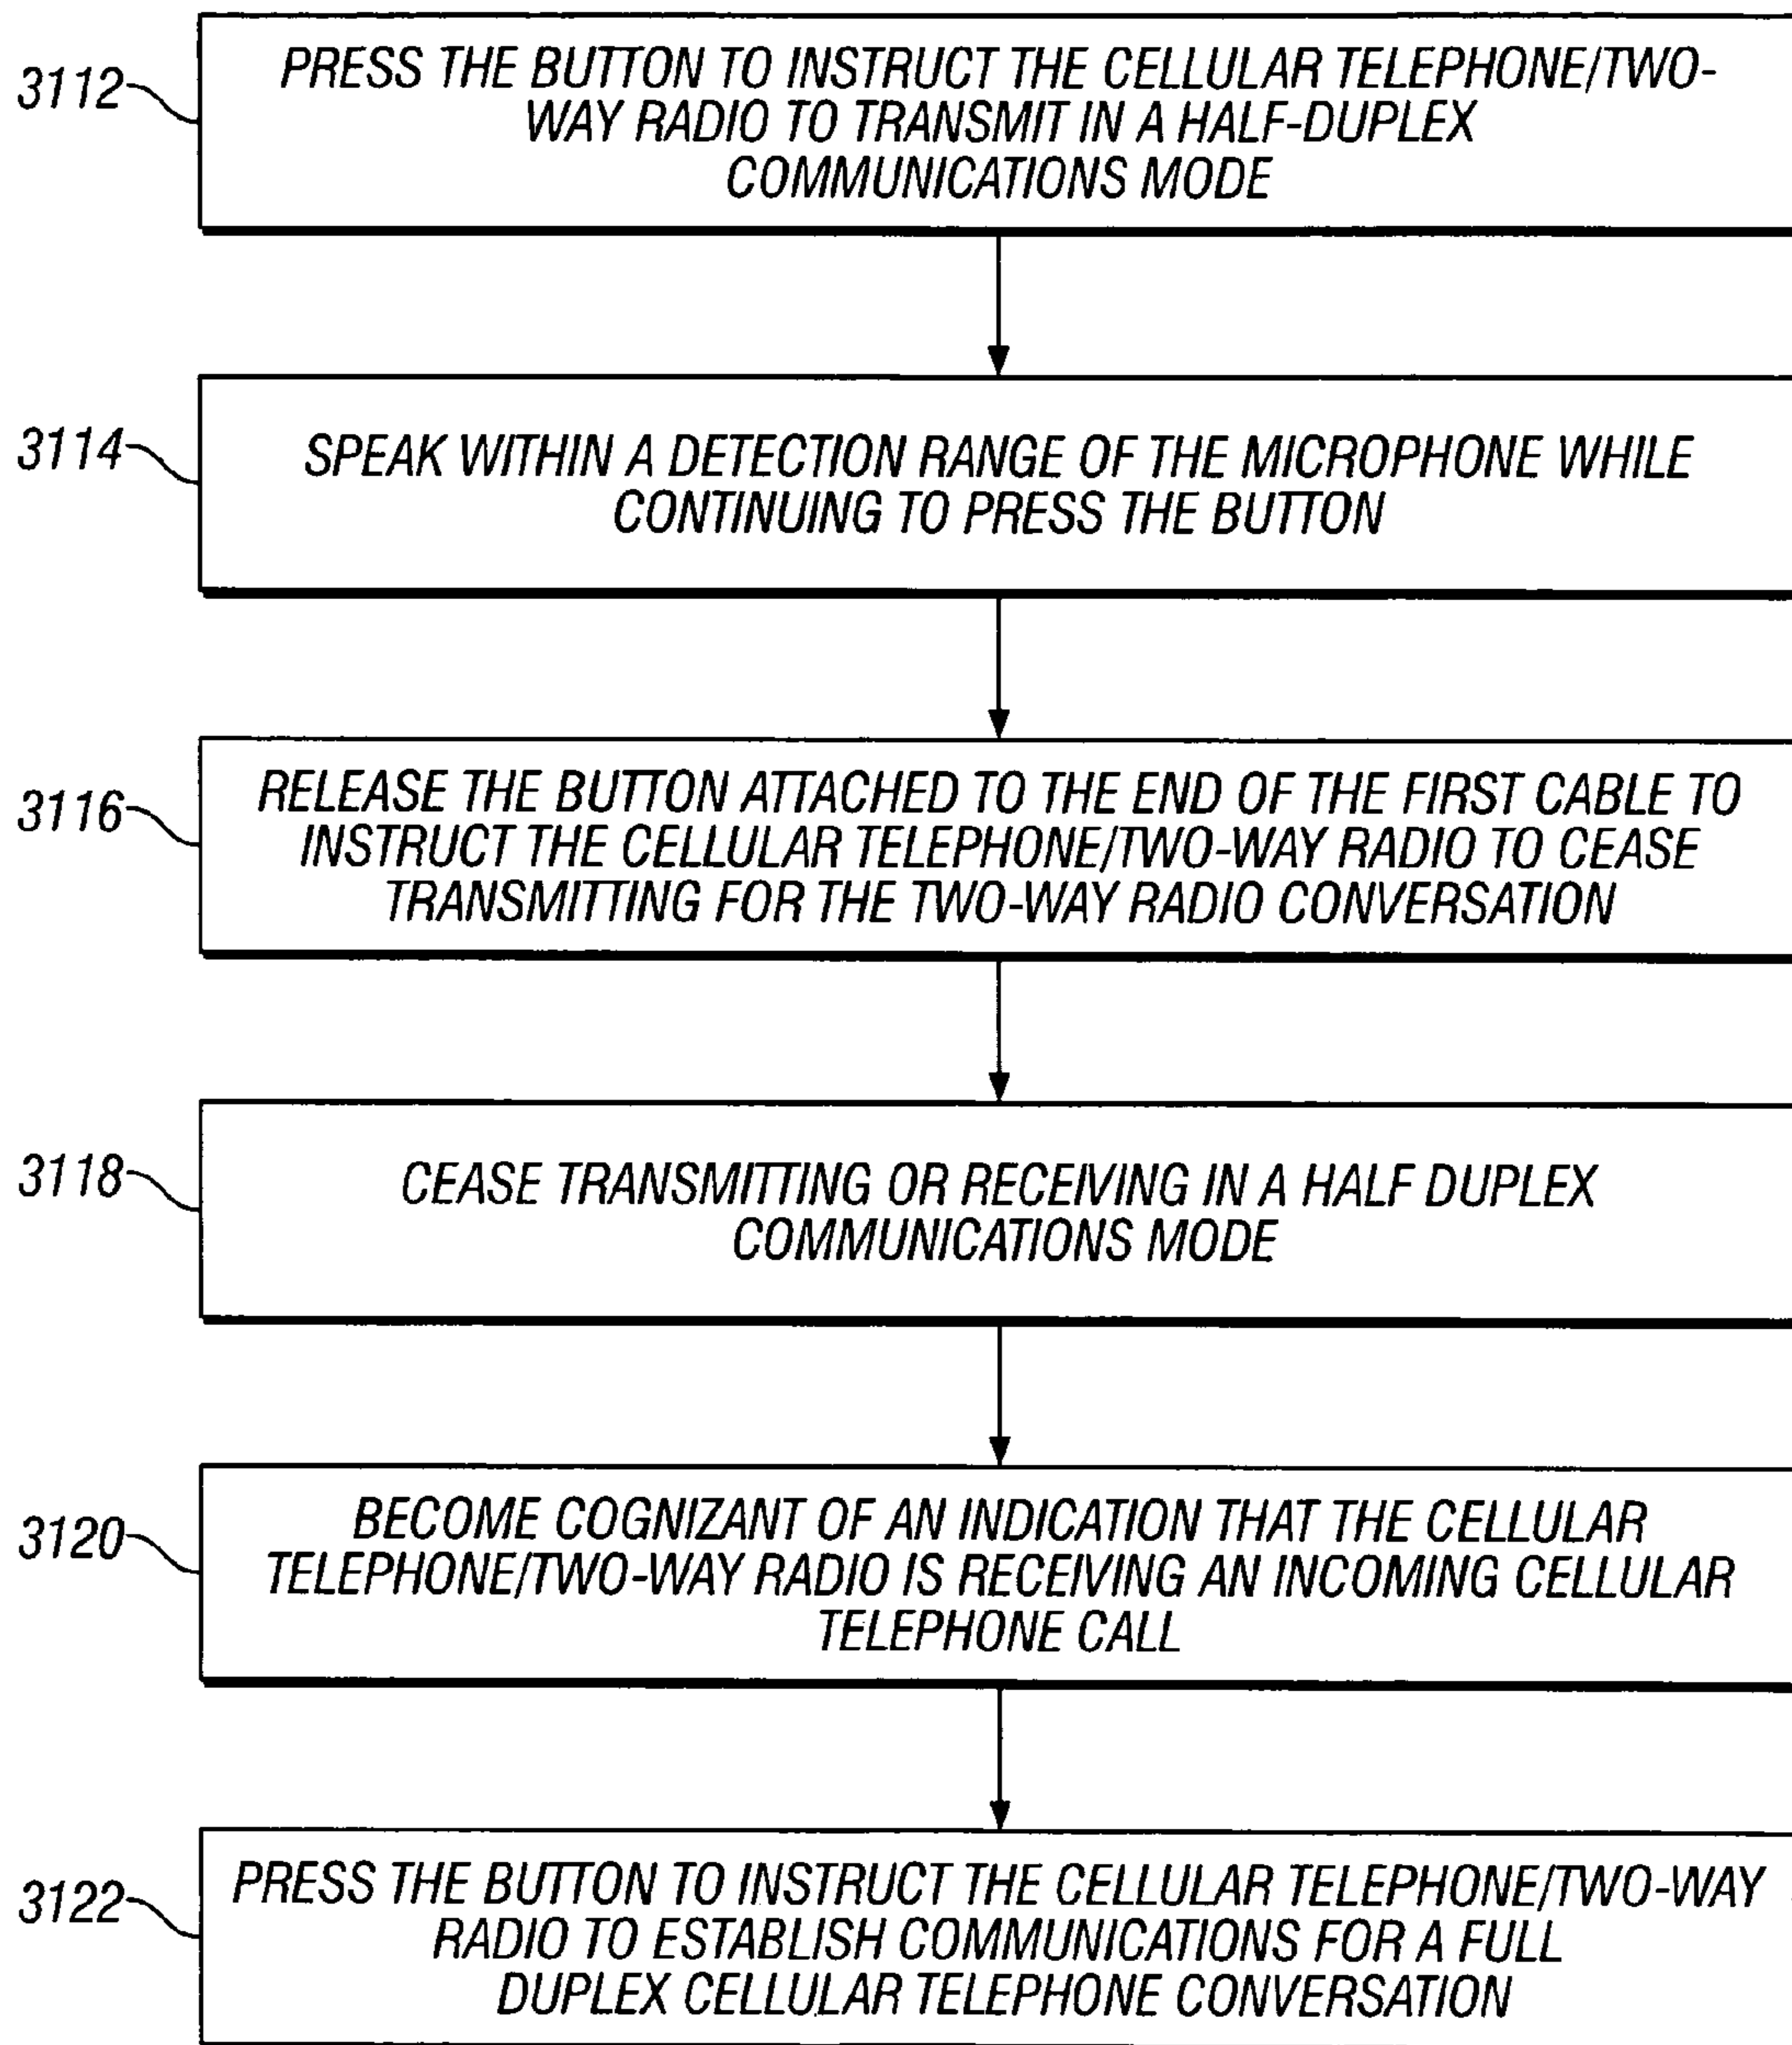 3112
PRESS THE BUTTON TO INSTRUCT THE CELLULAR TELEPHONE/TWO-
WAY RADIO TO TRANSMIT IN A HALF-DUPLEX
COMMUNICATIONS MODE
3114
SPEAK WITHIN A DETECTION RANGE OF THE MICROPHONE WHILE
CONTINUING TO PRESS THE BUTTON
3116
RELEASE THE BUTTON ATTACHED TO THE END OF THE FIRST CABLE TO
INSTRUCT THE CELLULAR TELEPHONE/TWO-WAY RADIO TO CEASE
TRANSMITTING FOR THE TWO-WAY RADIO CONVERSATION
3118
CEASE TRANSMITTING OR RECEIVING IN A HALF DUPLEX
COMMUNICATIONS MODE
3120
BECOME COGNIZANT OF AN INDICATION THAT THE CELLULAR
TELEPHONE/TWO-WAY RADIO IS RECEIVING AN INCOMING CELLULAR
TELEPHONE CALL
3122
PRESS THE BUTTON TO INSTRUCT THE CELLULAR TELEPHONE/TWO-WAY
RADIO TO ESTABLISH COMMUNICATIONS FOR A FULL
DUPLEX CELLULAR TELEPHONE CONVERSATION